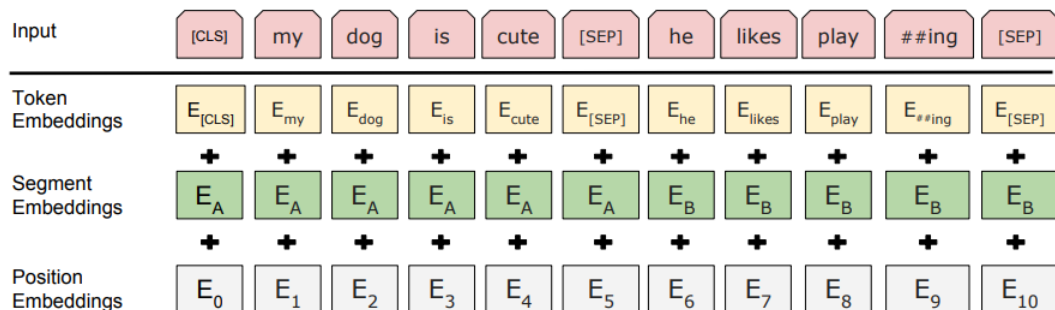 Input [CLS] my dog is cute [SEP] he likes play ##ing [SEP]
Token Embeddings E[CLS] Emy Edog Eis Ecute E[SEP] Ehe Elikes Eplay E##ing E[SEP]
+ + + + + + + + + + +
Segment Embeddings EA EA EA EA EA EA EB EB EB EB EB
+ + + + + + + + + + +
Position Embeddings E0 E1 E2 E3 E4 E5 E6 E7 E8 E9 E10